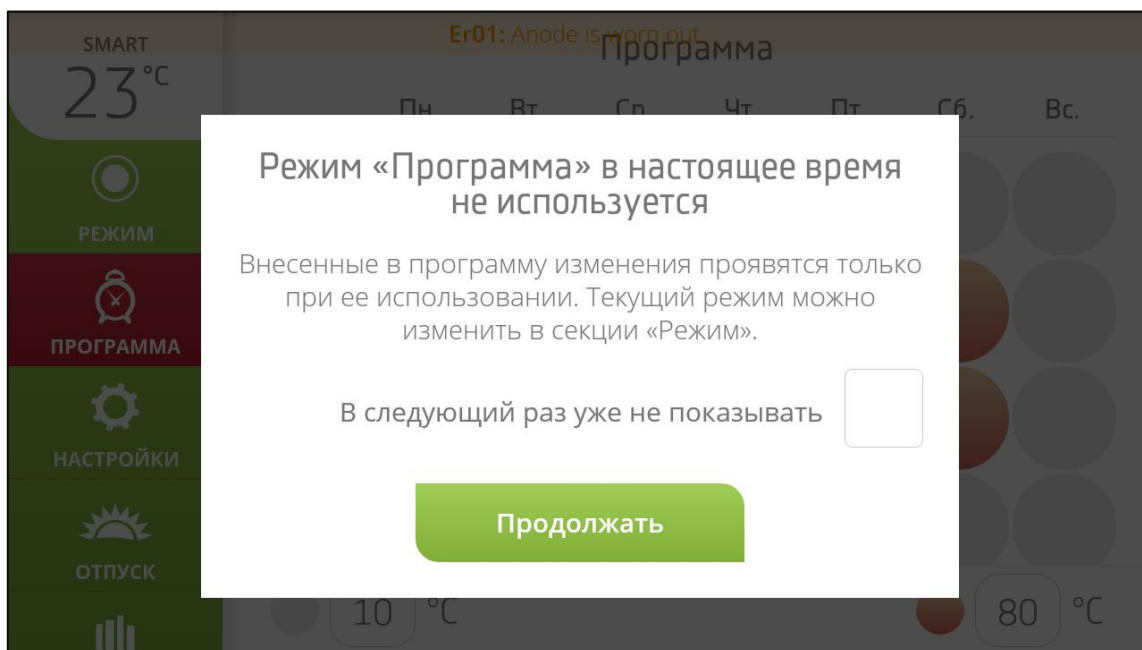 SMART
23 °C
Er01: Anode is worn out.
Программа
Пн Вт Ср Чт Пт Сб. Вс.
РЕЖИМ
ПРОГРАММА
НАСТРОЙКИ
ОТПУСК
Режим «Программа» в настоящее время
не используется
Внесенные в программу изменения проявятся только
при ее использовании. Текущий режим можно
изменить в секции «Режим».
В следующий раз уже не показывать
Продолжать
10 °C
80 °C